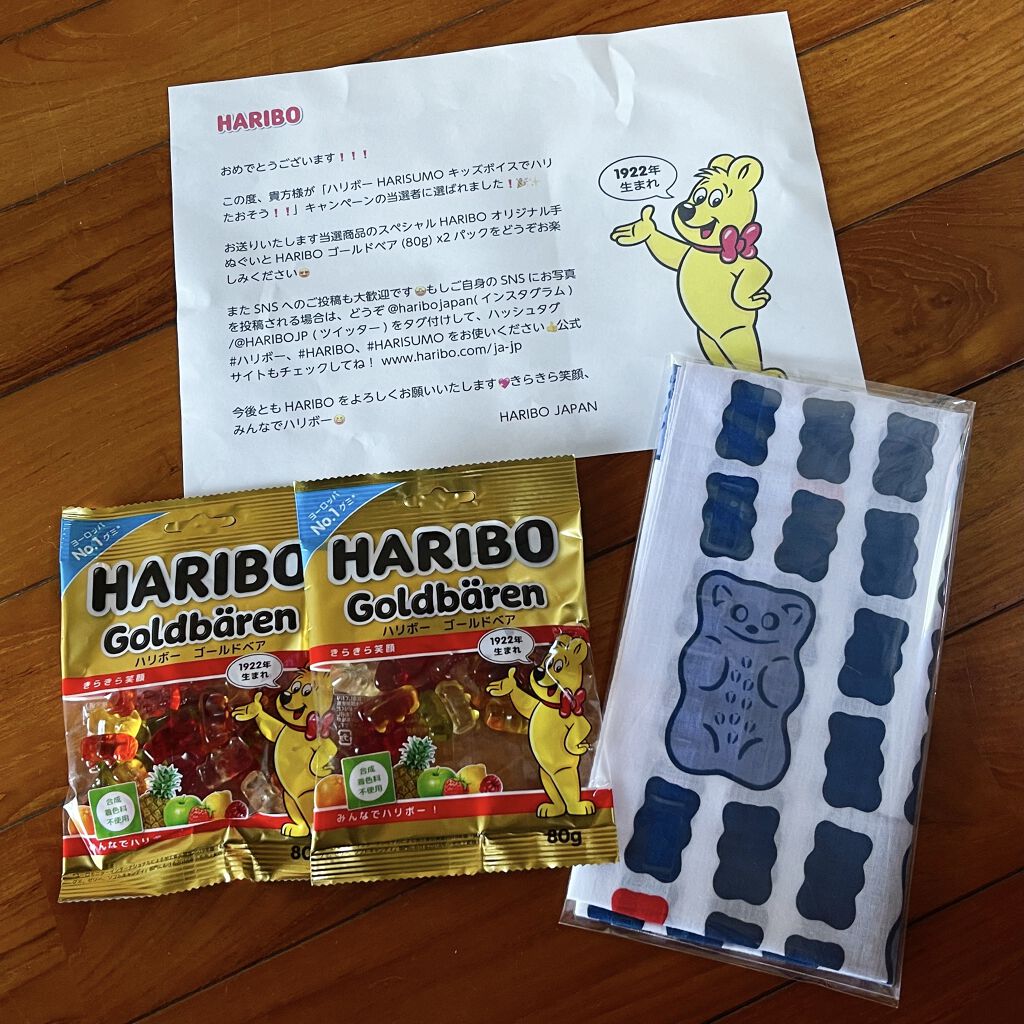 HARIBO
おめでとうございます❗❗❗
この度、貴方様が「ハリボー HARISUMO キッズボイスでハリ
たおそう❗❗」キャンペーンの当選者に選ばれました❗🎉✨
お送りいたします当選商品のスペシャル HARIBO オリジナル手
ぬぐいと HARIBO ゴールドベア (80g) x2 パックをどうぞお楽
しみください😍
また SNS へのご投稿も大歓迎です🤩もしご自身の SNS にお写真
を投稿される場合は、どうぞ @haribojapan( インスタグラム )
/@HARIBOJP ( ツイッター ) をタグ付けして、ハッシュタグ
#ハリボー、#HARIBO、#HARISUMO をお使いください👍公式
サイトもチェックしてね！ www.haribo.com/ja-jp
今後とも HARIBO をよろしくお願いいたします💖きらきら笑顔、
みんなでハリボー😀
HARIBO JAPAN
1922年
生まれ
ヨーロッパ
No.1グミ*
HARIBO
Goldbären
ハリボー ゴールドベア
きらきら笑顔
1922年
生まれ
合成
着色料
不使用
みんなでハリボ
80
ヨーロッパ
No.1グミ*
HARIBO
Goldbären
ハリボー ゴールドベア
きらきら笑顔
1922年
生まれ
合成
着色料
不使用
みんなでハリボー！
80g